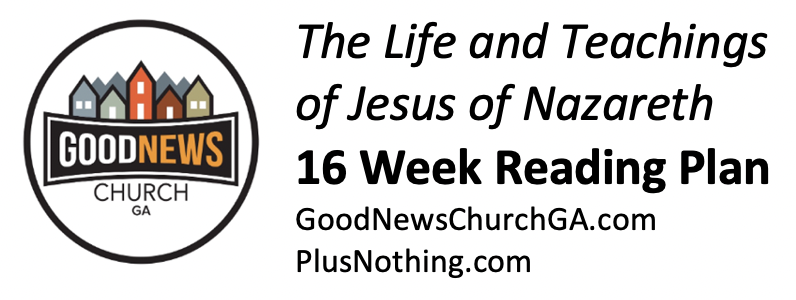 GOODNEWS
CHURCH
GA
The Life and Teachings
of Jesus of Nazareth
16 Week Reading Plan
GoodNewsChurchGA.com
PlusNothing.com